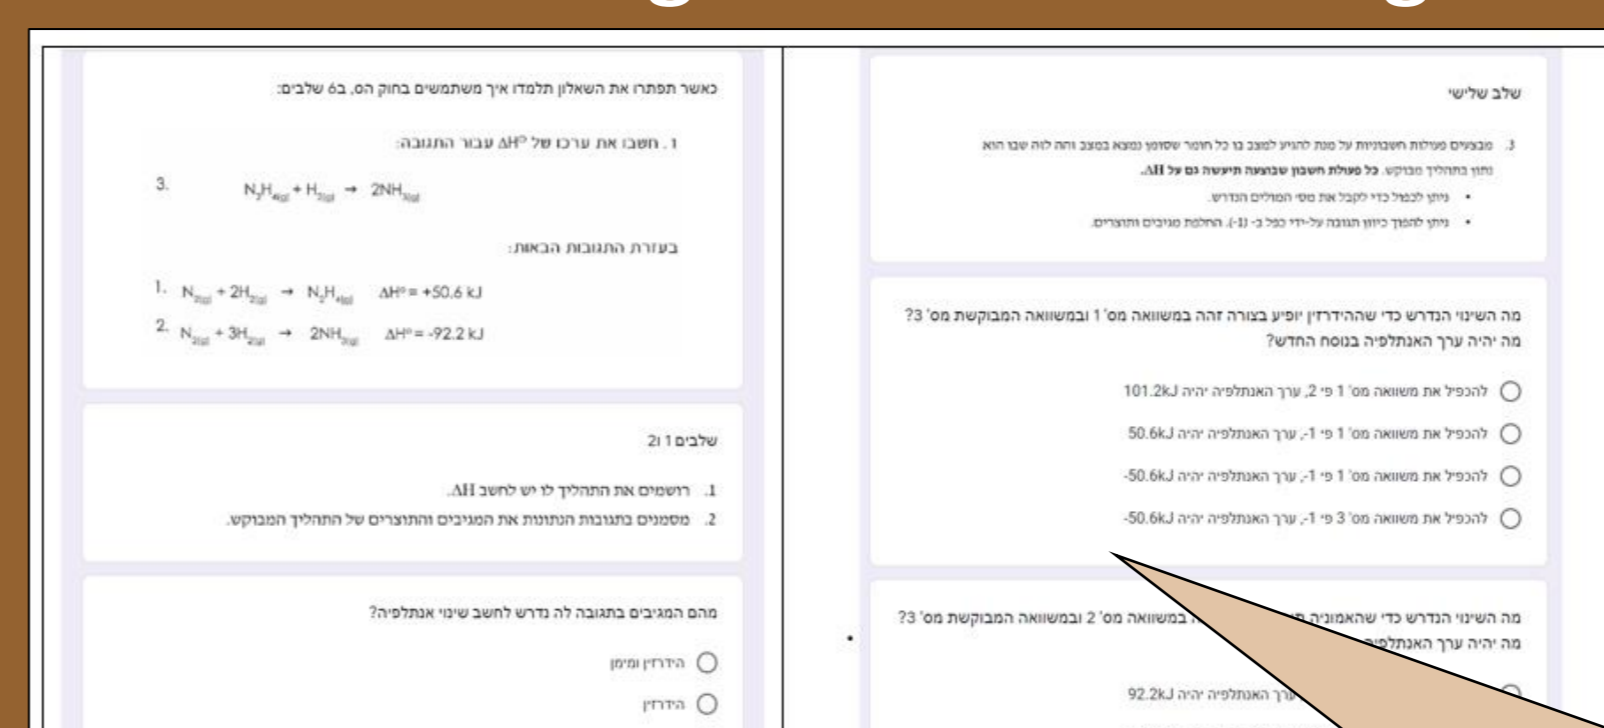 כאשר תפתרו את השאלון תלמדו איך משתמשים בחוק הס, ב6 שלבים:
1. חשבו את ערכו של ΔHº עבור התגובה:
3. N₂H₄(g) + H₂(g) → 2NH₃(g)
בעזרת התגובות הבאות:
1. N₂(g) + 2H₂(g) → N₂H₄(g) ΔHº = +50.6 kJ
2. N₂(g) + 3H₂(g) → 2NH₃(g) ΔHº = -92.2 kJ
שלבים 1 ו2
1. רושמים את התהליך לו יש לחשב ΔH.
2. מסמנים בתגובות הנתונות את המגיבים והתוצרים של התהליך המבוקש.
מהם המגיבים בתגובה לה נדרש לחשב שינוי אנתלפיה?
הידרזין ומימן
הידרזין
שלב שלישי
3. מבצעים פעולות חשבוניות על מנת להגיע למצב בו כל חומר שסומן נמצא במצב זהה לזה שבו הוא
נתון בתהליך מבוקש. כל פעולת חשבון שבוצעה תיעשה גם על ΔH.
• ניתן לכפול כדי לקבל את מס' המולים הנדרש.
• ניתן להפוך כיוון תגובה על-ידי כפל ב- (1-). החלפת מגיבים ותוצרים.
מה השינוי הנדרש כדי שההידרזין יופיע בצורה זהה במשוואה מס' 1 ובמשוואה המבוקשת מס' 3?
מה יהיה ערך האנתלפיה בנוסח החדש?
להכפיל את משוואה מס' 1 פי 2, ערך האנתלפיה יהיה 101.2kJ
להכפיל את משוואה מס' 1 פי 1-, ערך האנתלפיה יהיה 50.6kJ
להכפיל את משוואה מס' 1 פי 1-, ערך האנתלפיה יהיה -50.6kJ
להכפיל את משוואה מס' 3 פי 1-, ערך האנתלפיה יהיה -50.6kJ
מה השינוי הנדרש כדי שהאמוניה במשוואה מס' 2 ובמשוואה המבוקשת מס' 3?
מה יהיה ערך האנתלפיה
ערך האנתלפיה יהיה 92.2kJ